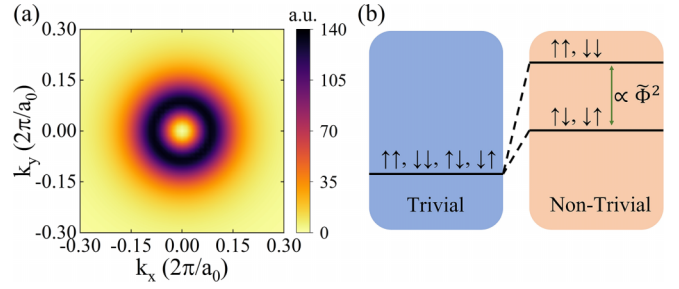 (a)
a.u.
140
105
70
35
0
0.30
0.15
0.00
-0.15
-0.30
k_y (2π/a_0)
-0.30 -0.15 0.00 0.15 0.30
k_x (2π/a_0)
(b)
↑↑, ↓↓
∝ Φ̃²
↑↓, ↓↑
↑↑, ↓↓, ↑↓, ↓↑
Trivial
Non-Trivial